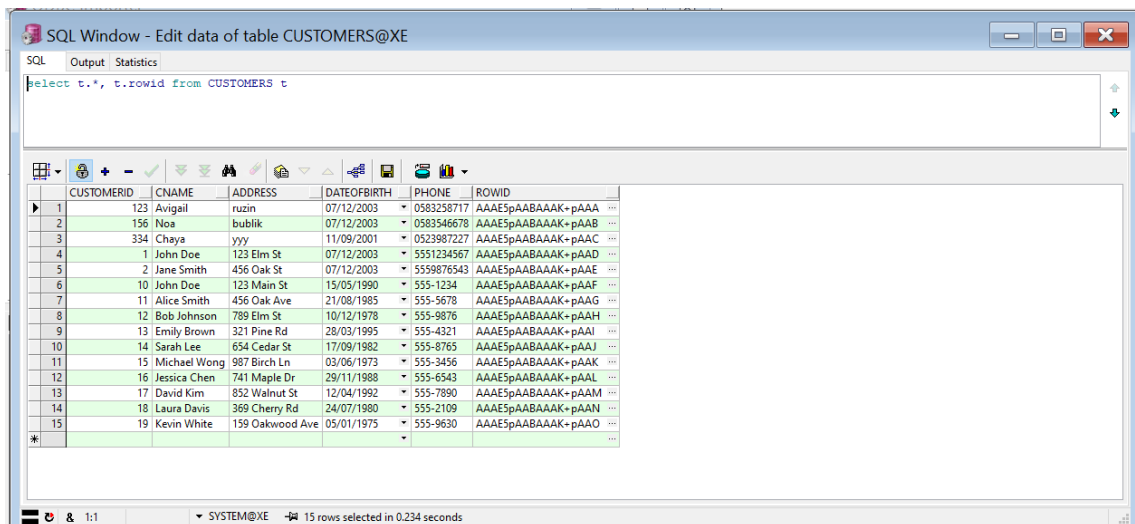 SQL Window - Edit data of table CUSTOMERS@XE
SQL Output Statistics
select t.*, t.rowid from CUSTOMERS t
CUSTOMERID CNAME ADDRESS DATEOFBIRTH PHONE ROWID
1 123 Avigail ruzin 07/12/2003 0583258717 AAAE5pAABAAAK+pAAA ...
2 156 Noa bublik 07/12/2003 0583546678 AAAE5pAABAAAK+pAAB ...
3 334 Chaya yyy 11/09/2001 0523987227 AAAE5pAABAAAK+pAAC ...
4 1 John Doe 123 Elm St 07/12/2003 5551234567 AAAE5pAABAAAK+pAAD ...
5 2 Jane Smith 456 Oak St 07/12/2003 5559876543 AAAE5pAABAAAK+pAAE ...
6 10 John Doe 123 Main St 15/05/1990 555-1234 AAAE5pAABAAAK+pAAF ...
7 11 Alice Smith 456 Oak Ave 21/08/1985 555-5678 AAAE5pAABAAAK+pAAG ...
8 12 Bob Johnson 789 Elm St 10/12/1978 555-9876 AAAE5pAABAAAK+pAAH ...
9 13 Emily Brown 321 Pine Rd 28/03/1995 555-4321 AAAE5pAABAAAK+pAAI ...
10 14 Sarah Lee 654 Cedar St 17/09/1982 555-8765 AAAE5pAABAAAK+pAAJ ...
11 15 Michael Wong 987 Birch Ln 03/06/1973 555-3456 AAAE5pAABAAAK+pAAK ...
12 16 Jessica Chen 741 Maple Dr 29/11/1988 555-6543 AAAE5pAABAAAK+pAAL ...
13 17 David Kim 852 Walnut St 12/04/1992 555-7890 AAAE5pAABAAAK+pAAM ...
14 18 Laura Davis 369 Cherry Rd 24/07/1980 555-2109 AAAE5pAABAAAK+pAAN ...
15 19 Kevin White 159 Oakwood Ave 05/01/1975 555-9630 AAAE5pAABAAAK+pAAO ...
* ...
& 1:1 SYSTEM@XE 15 rows selected in 0.234 seconds